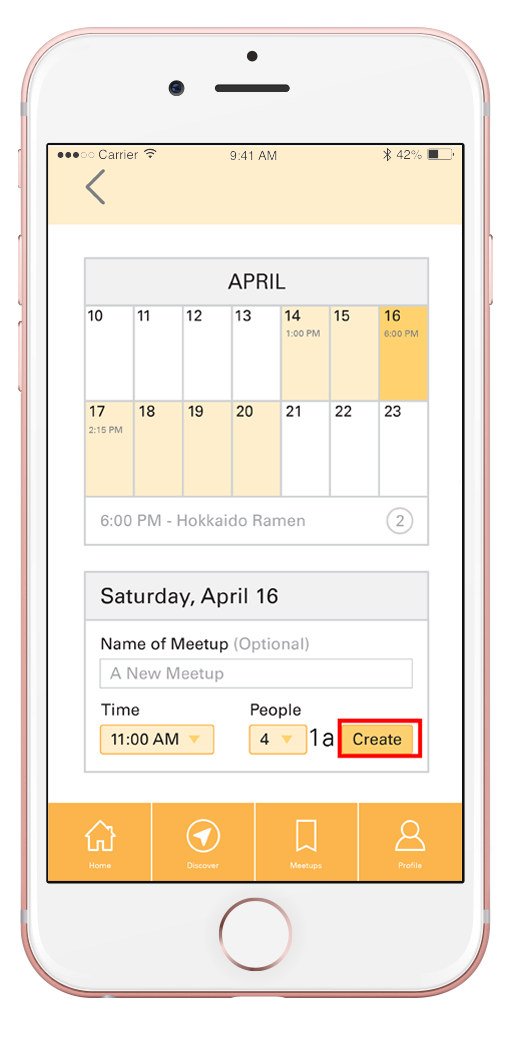 ●●●○○ Carrier 9:41 AM 42%
APRIL
10 11 12 13 14 15 16
1:00 PM 6:00 PM
17 18 19 20 21 22 23
2:15 PM
6:00 PM - Hokkaido Ramen 2
Saturday, April 16
Name of Meetup (Optional)
A New Meetup
Time People
11:00 AM 4 1a Create
Home Discover Meetups Profile